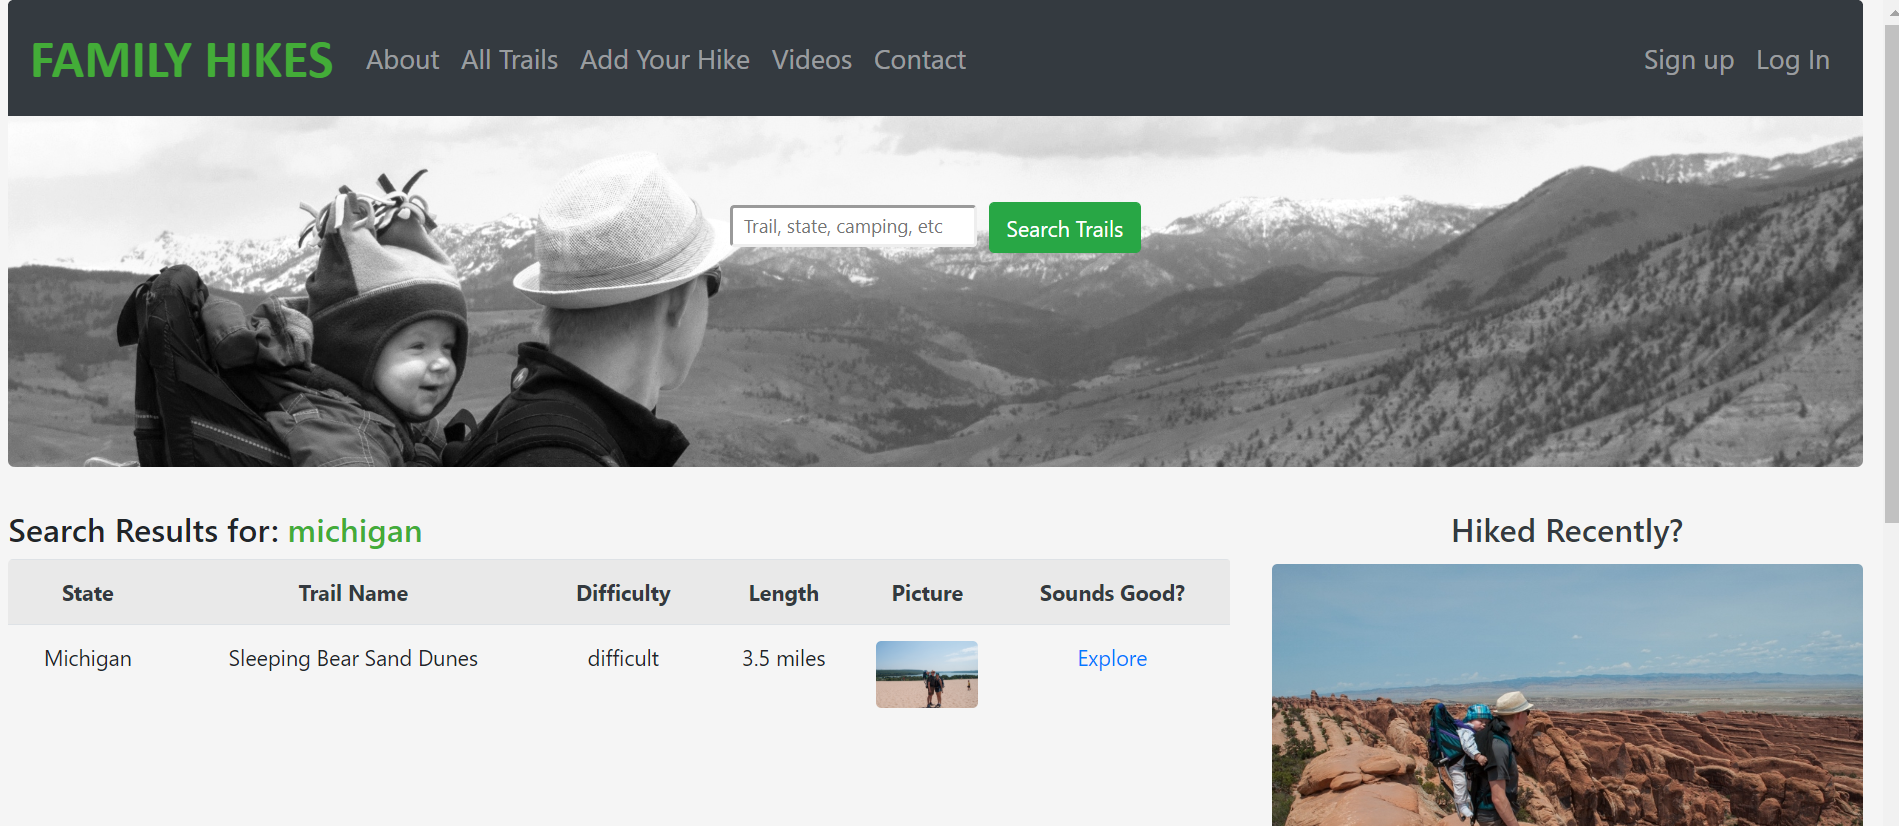 FAMILY HIKES About All Trails Add Your Hike Videos Contact Sign up Log In
Trail, state, camping, etc Search Trails
Search Results for: michigan
Hiked Recently?
State Trail Name Difficulty Length Picture Sounds Good?
Michigan Sleeping Bear Sand Dunes difficult 3.5 miles Explore